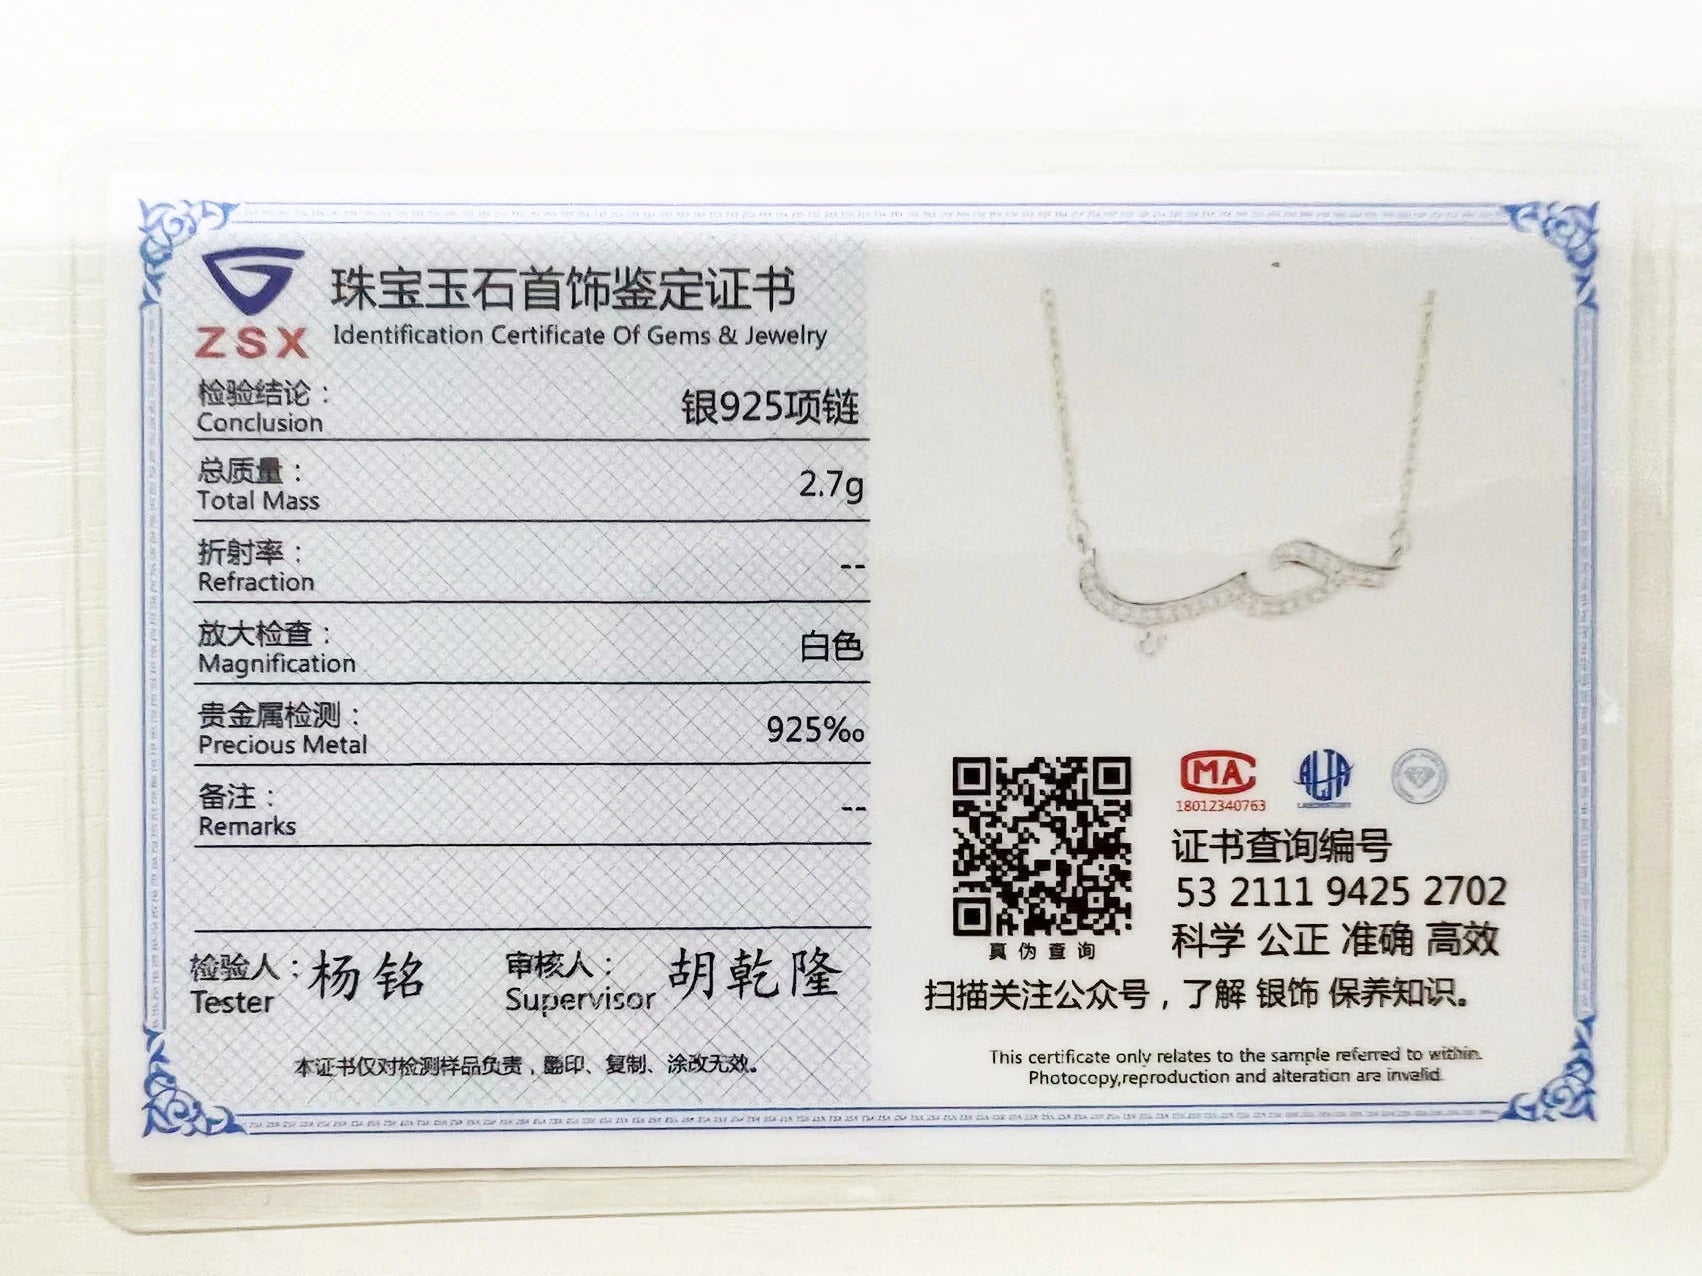 ZSX
珠宝玉石首饰鉴定证书
Identification Certificate Of Gems & Jewelry
检验结论：
银925项链
Conclusion
总质量：
2.7g
Total Mass
折射率：
--
Refraction
放大检查：
白色
Magnification
贵金属检测：
925‰
Precious Metal
备注：
--
Remarks
检验人：杨铭
Tester
审核人：胡乾隆
Supervisor
本证书仅对检测样品负责，翻印、复制、涂改无效。
حب
MA
18012340763
LABORATORY
证书查询编号
53 2111 9425 2702
科学 公正 准确 高效
真伪查询
扫描关注公众号，了解 银饰 保养知识。
This certificate only relates to the sample referred to within.
Photocopy,reproduction and alteration are invalid.